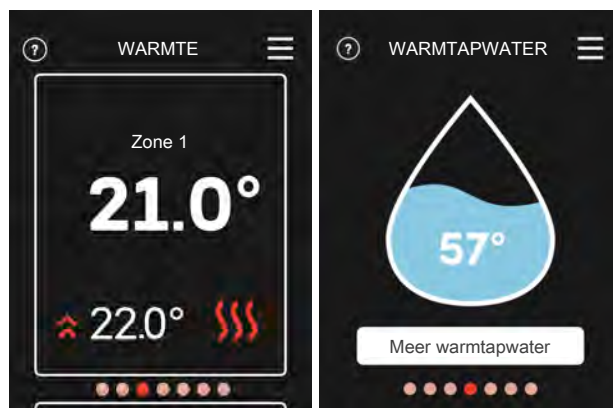 ? WARMTE
Zone 1
21.0°
22.0°
? WARMTAPWATER
57°
Meer warmtapwater